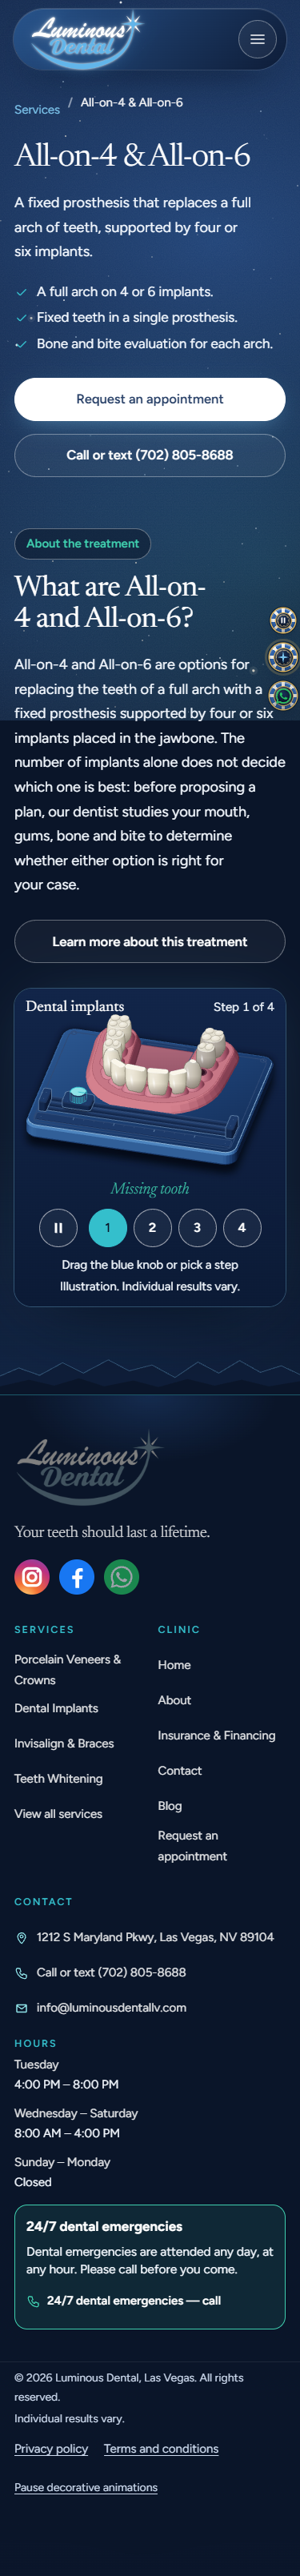 Luminous
Dental
Services / All-on-4 & All-on-6
All-on-4 & All-on-6
A fixed prosthesis that replaces a full
arch of teeth, supported by four or
six implants.
A full arch on 4 or 6 implants.
Fixed teeth in a single prosthesis.
Bone and bite evaluation for each arch.
Request an appointment
Call or text (702) 805-8688
About the treatment
What are All-on-
4 and All-on-6?
All-on-4 and All-on-6 are options for
replacing the teeth of a full arch with a
fixed prosthesis supported by four or six
implants placed in the jawbone. The
number of implants alone does not decide
which one is best: before proposing a
plan, our dentist studies your mouth,
gums, bone and bite to determine
whether either option is right for
your case.
Learn more about this treatment
Dental implants Step 1 of 4
Missing tooth
1 2 3 4
Drag the blue knob or pick a step
Illustration. Individual results vary.
Luminous
Dental
Your teeth should last a lifetime.
SERVICES
Porcelain Veneers &
Crowns
Dental Implants
Invisalign & Braces
Teeth Whitening
View all services
CLINIC
Home
About
Insurance & Financing
Contact
Blog
Request an
appointment
CONTACT
1212 S Maryland Pkwy, Las Vegas, NV 89104
Call or text (702) 805-8688
info@luminousdentallv.com
HOURS
Tuesday
4:00 PM – 8:00 PM
Wednesday – Saturday
8:00 AM – 4:00 PM
Sunday – Monday
Closed
24/7 dental emergencies
Dental emergencies are attended any day, at
any hour. Please call before you come.
24/7 dental emergencies — call
© 2026 Luminous Dental, Las Vegas. All rights
reserved.
Individual results vary.
Privacy policy Terms and conditions
Pause decorative animations